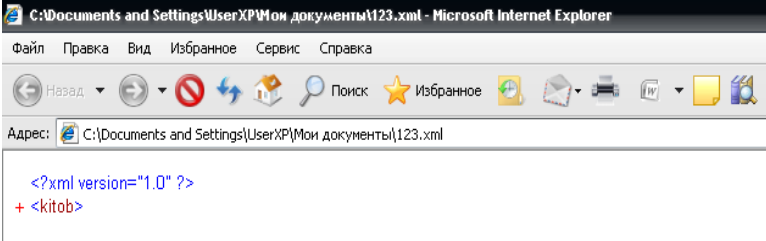 C:\Documents and Settings\UserXP\Мои документы\123.xml - Microsoft Internet Explorer
Файл Правка Вид Избранное Сервис Справка
Назад Поиск Избранное W
Адрес: C:\Documents and Settings\UserXP\Мои документы\123.xml
<?xml version="1.0" ?>
+ <kitob>